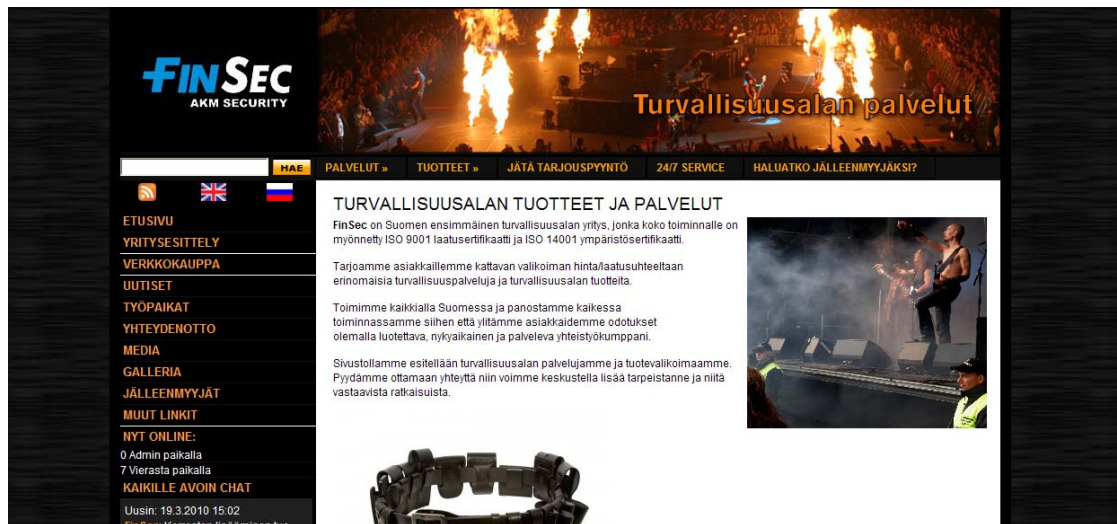 FINSEC
AKM SECURITY
Turvallisuusalan palvelut
HAE
PALVELUT »
TUOTTEET »
JÄTÄ TARJOUSPYYNTÖ
24/7 SERVICE
HALUATKO JÄLLEENMYYJÄKSI?
ETUSIVU
YRITYSESITTELY
VERKKOKAUPPA
UUTISET
TYÖPAIKAT
YHTEYDENOTTO
MEDIA
GALLERIA
JÄLLEENMYYJÄT
MUUT LINKIT
NYT ONLINE:
0 Admin paikalla
7 Vierasta paikalla
KAIKILLE AVOIN CHAT
Uusin: 19.3.2010 15:02
TURVALLISUUSALAN TUOTTEET JA PALVELUT
FinSec on Suomen ensimmäinen turvallisuusalan yritys, jonka koko toiminnalle on
myönnetty ISO 9001 laatusertifikaatti ja ISO 14001 ympäristösertifikaatti.
Tarjoamme asiakkaillemme kattavan valikoiman hinta/laatusuhteeltaan
erinomaisia turvallisuuspalveluja ja turvallisuusalan tuotteita.
Toimimme kaikkialla Suomessa ja panostamme kaikessa
toiminnassamme siihen että ylitämme asiakkaidemme odotukset
olemalla luotettava, nykyaikainen ja palveleva yhteistyökumppani.
Sivustollamme esitellään turvallisuusalan palvelujamme ja tuotevalikoimaamme.
Pyydämme ottamaan yhteyttä niin voimme keskustella lisää tarpeistanne ja niitä
vastaavista ratkaisuista.